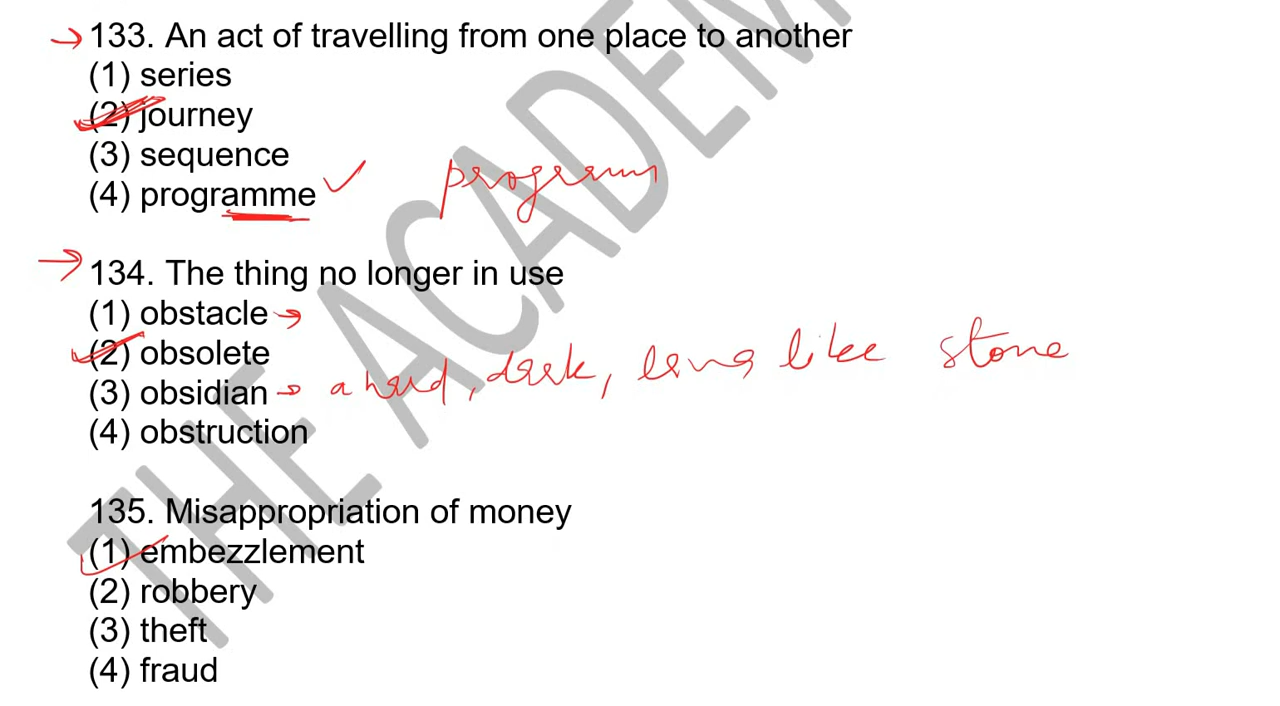 133. An act of travelling from one place to another
(1) series
(2) journey
(3) sequence
(4) programme program
134. The thing no longer in use
(1) obstacle
(2) obsolete
(3) obsidian a hard, dark, like stone
(4) obstruction
135. Misappropriation of money
(1) embezzlement
(2) robbery
(3) theft
(4) fraud
THE ACADEM